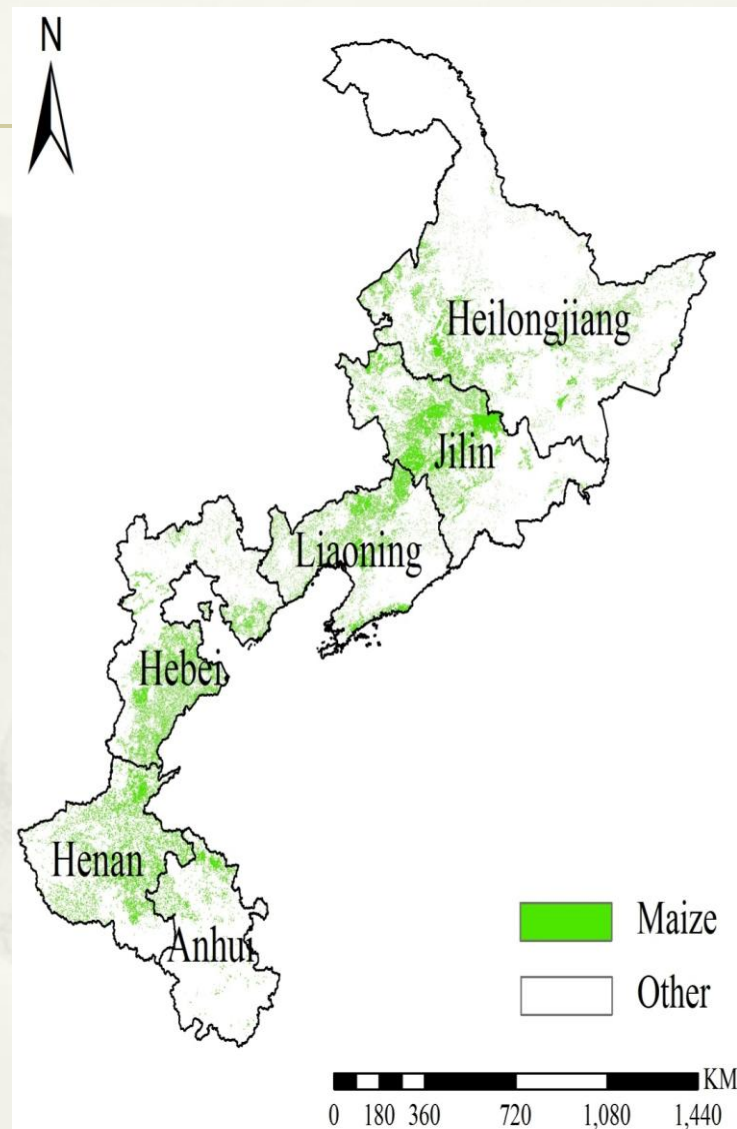 N
Heilongjiang
Jilin
Liaoning
Hebei
Henan
Anhui
Maize
Other
KM
0 180 360 720 1,080 1,440